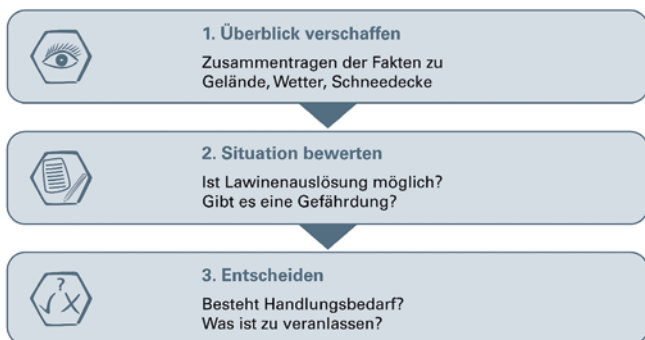 1. Überblick verschaffen
Zusammentragen der Fakten zu
Gelände, Wetter, Schneedecke
2. Situation bewerten
Ist Lawinenauslösung möglich?
Gibt es eine Gefährdung?
?
3. Entscheiden
Besteht Handlungsbedarf?
Was ist zu veranlassen?